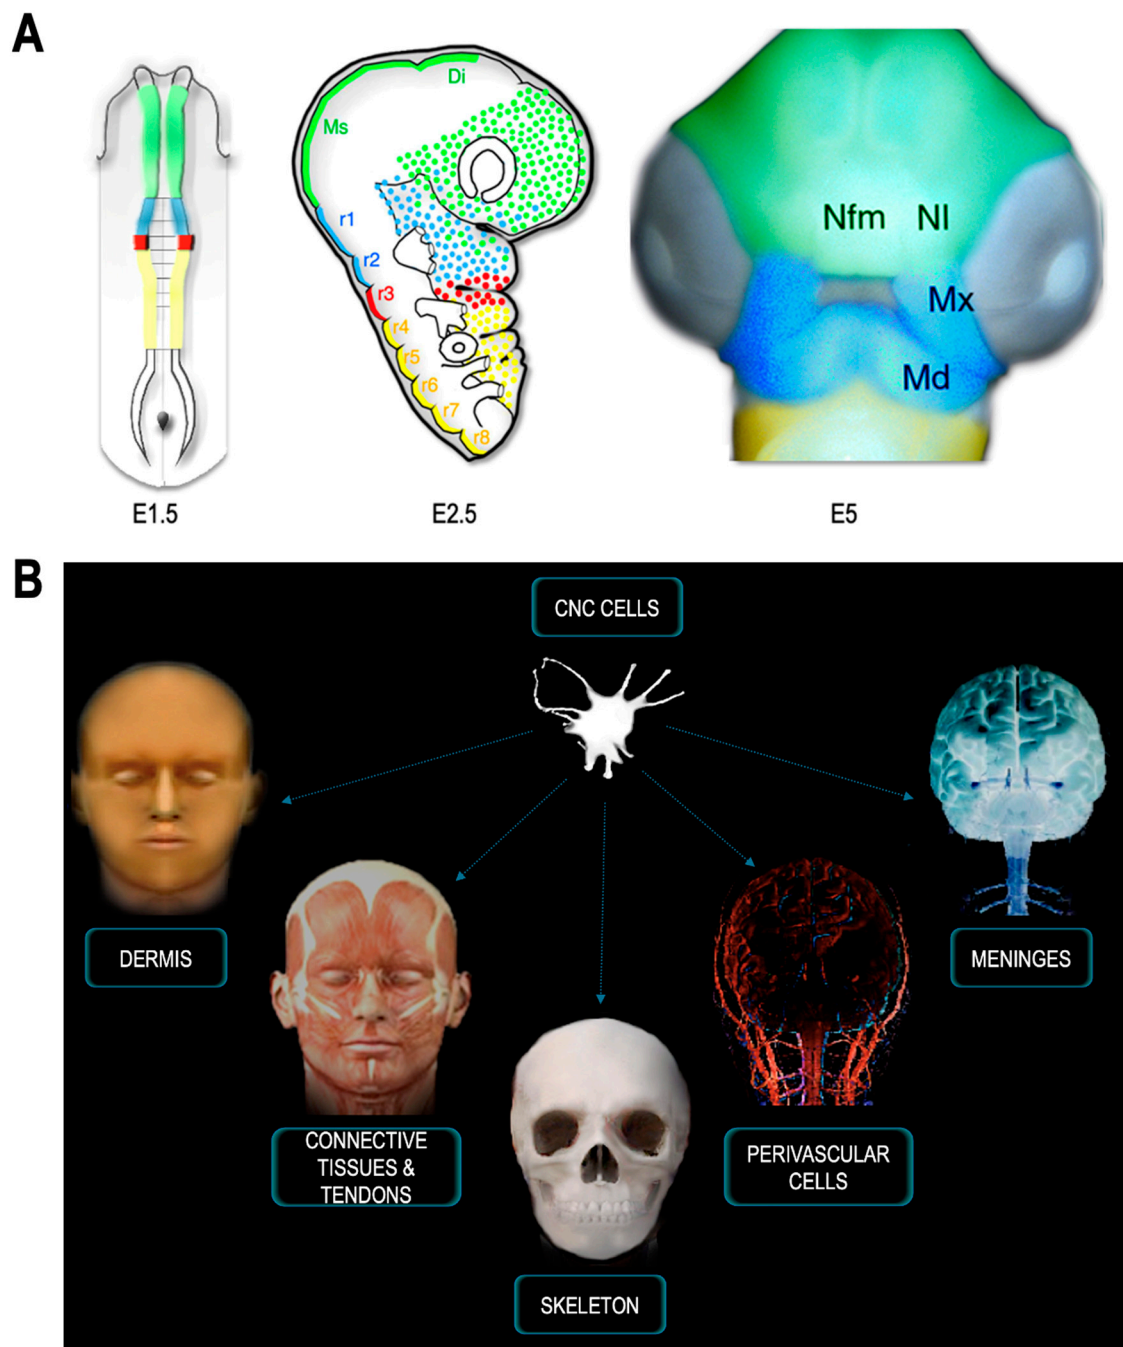 A
Di
Ms
r1
r2
r3
r4
r5
r6
r7
r8
Nfm Nl
Mx
Md
E1.5
E2.5
E5
B
CNC CELLS
DERMIS
MENINGES
CONNECTIVE
TISSUES &
TENDONS
PERIVASCULAR
CELLS
SKELETON